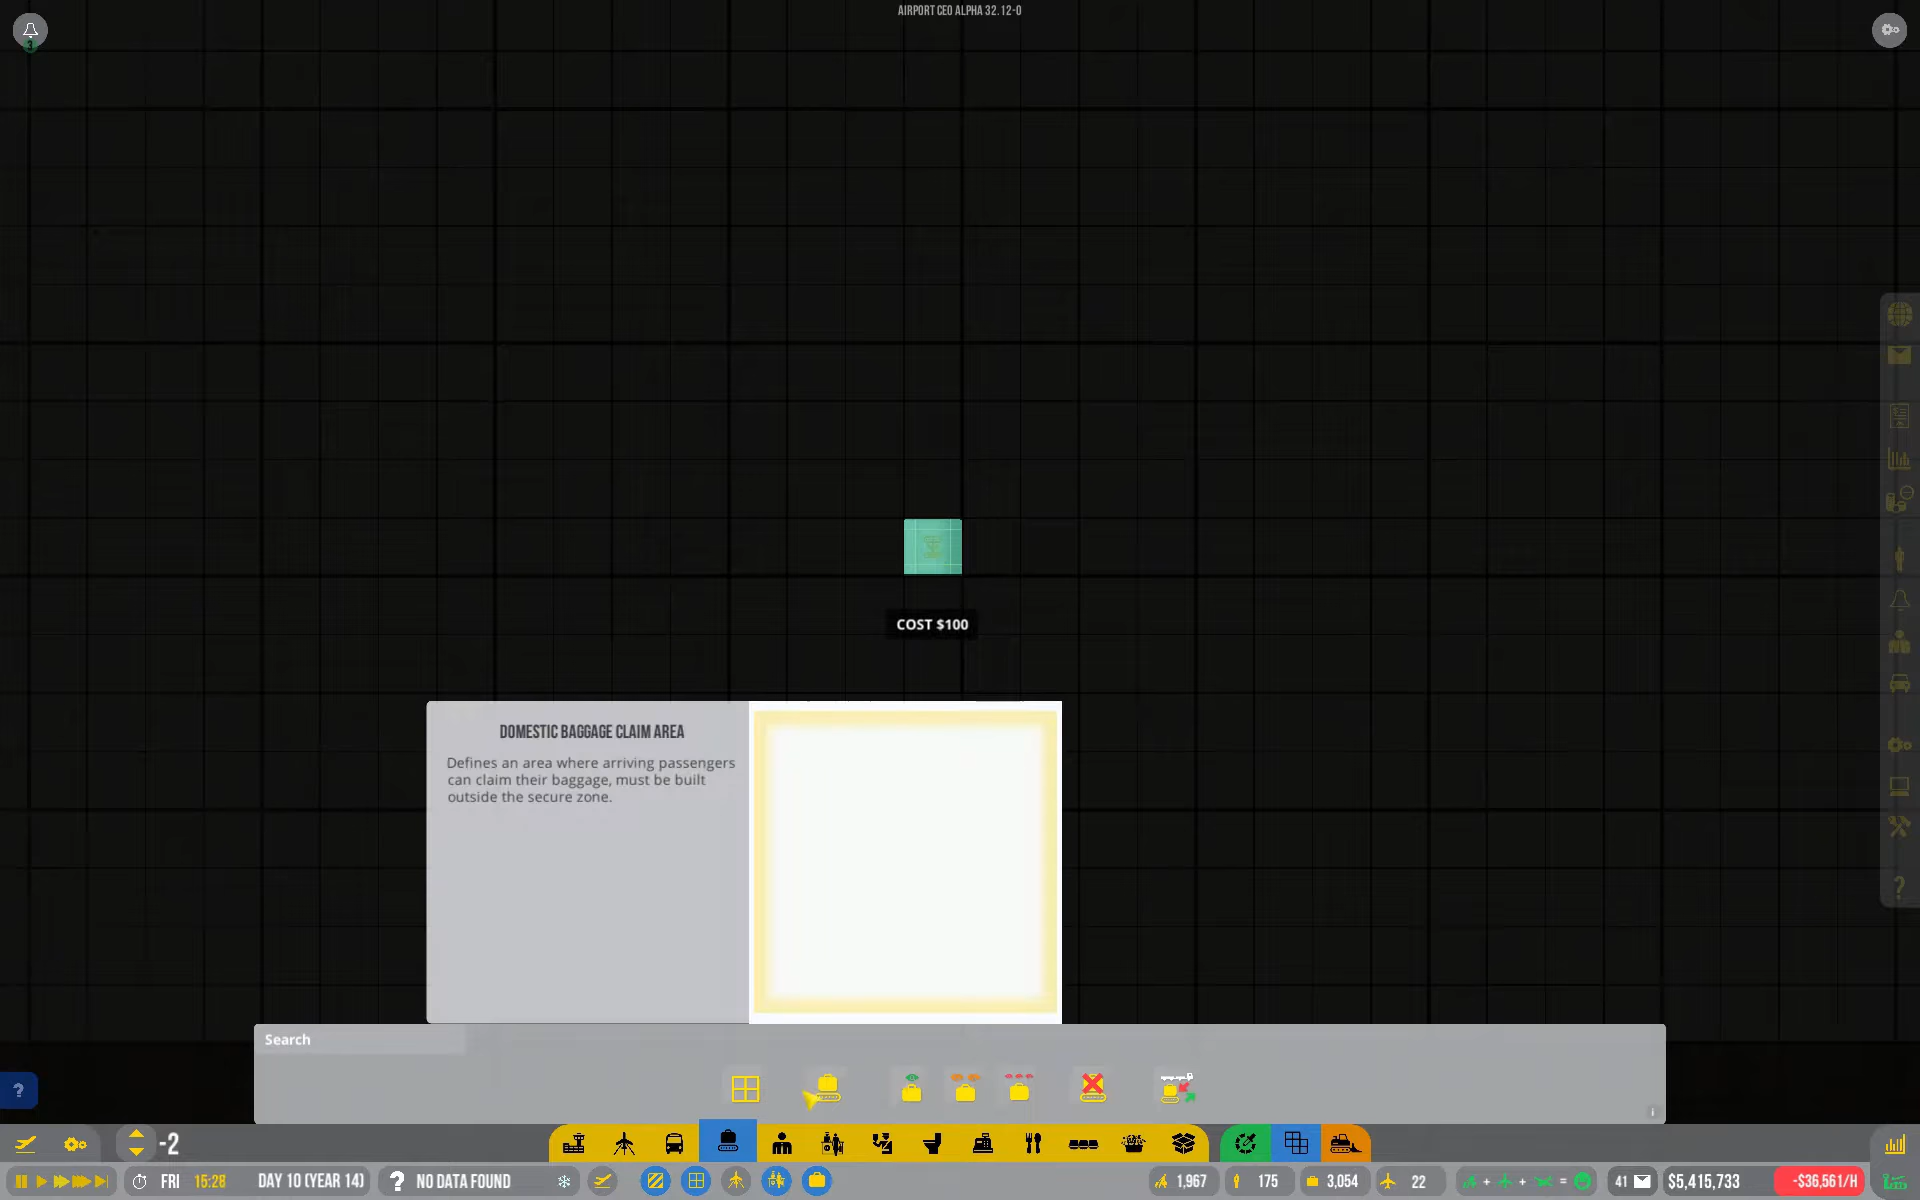 AIRPORT CEO ALPHA 32.12-0
3
COST $100
DOMESTIC BAGGAGE CLAIM AREA
Defines an area where arriving passengers
can claim their baggage, must be built
outside the secure zone.
Search
?
?
i
-2
FRI 15:28 DAY 10 (YEAR 14) ? NO DATA FOUND 1,967 175 3,054 22 + + = 41 $5,415,733 -$36,561/H